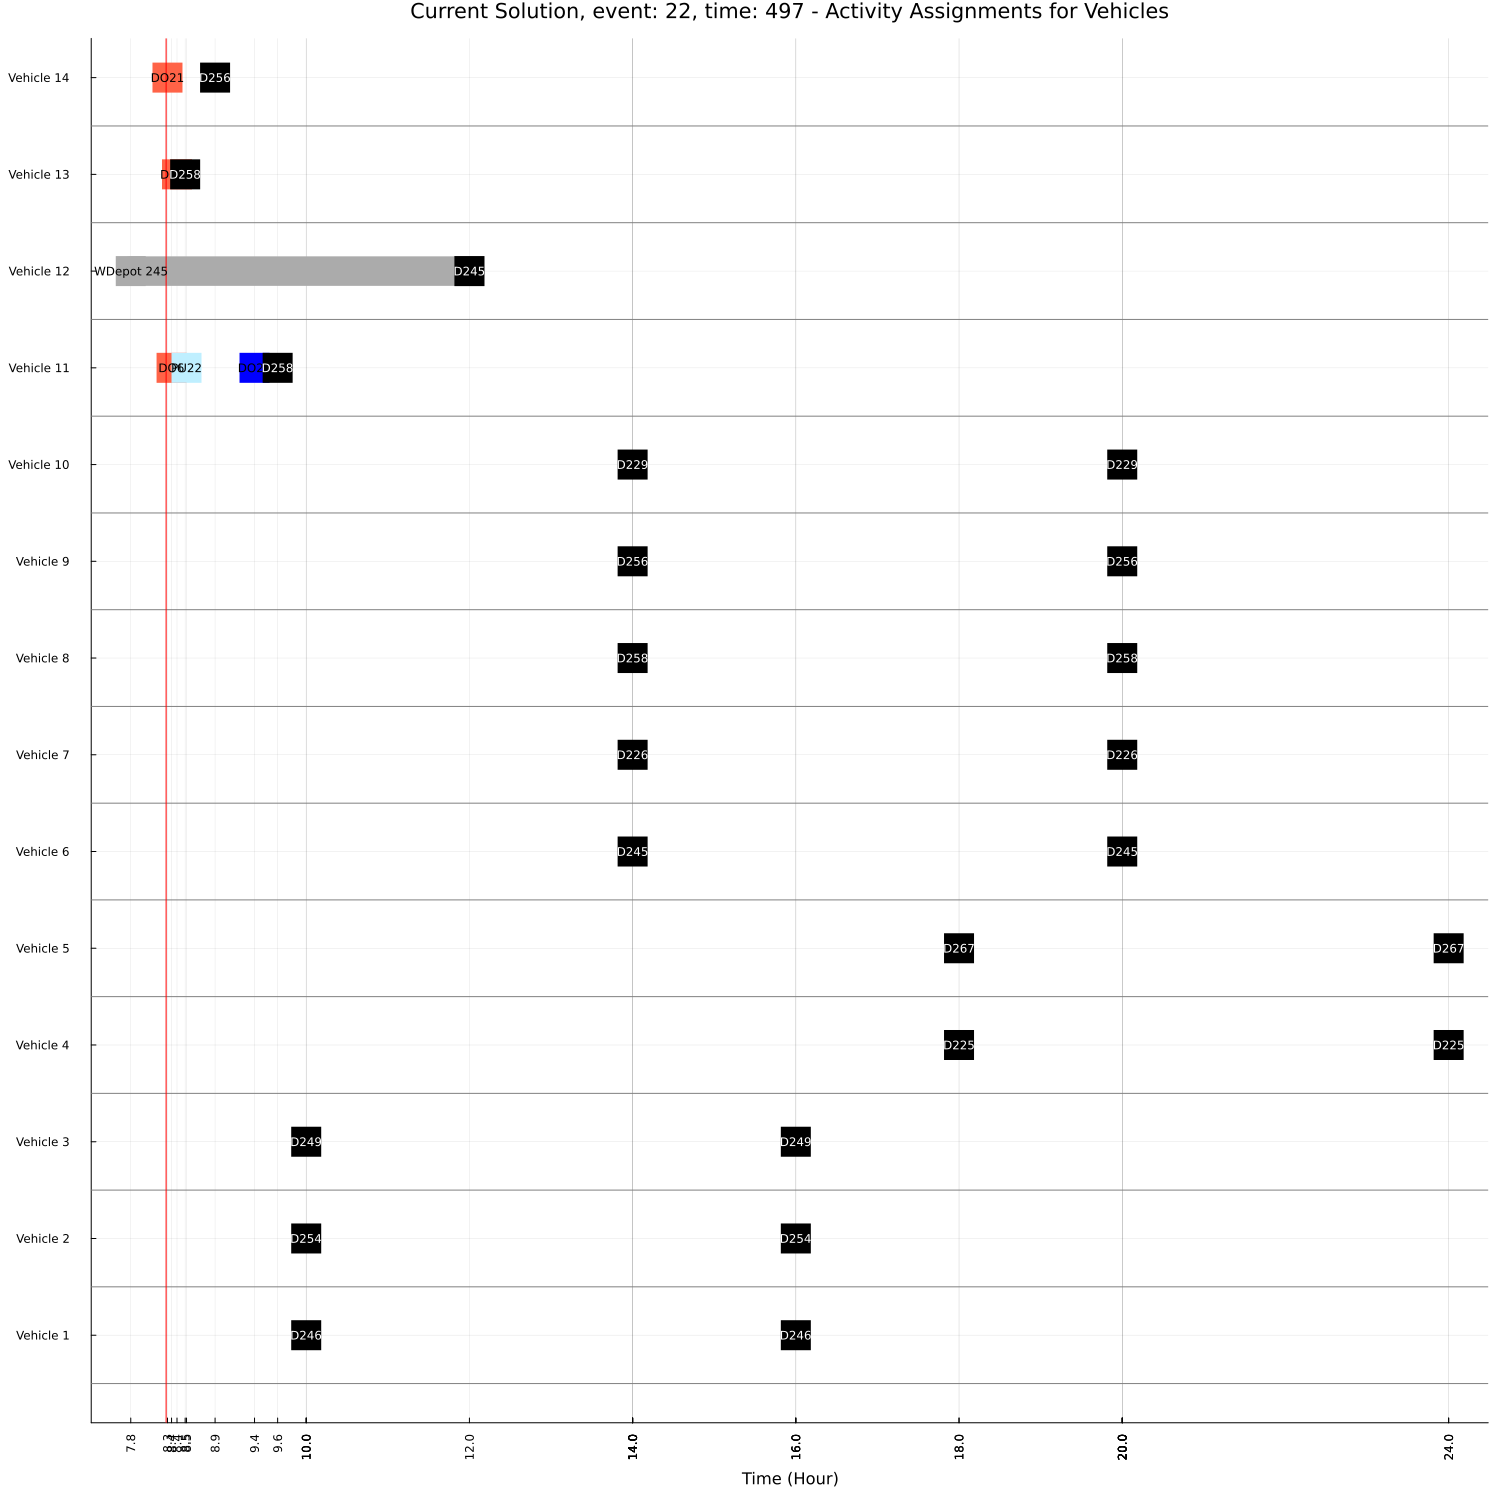 Current Solution, event: 22, time: 497 - Activity Assignments for Vehicles
Vehicle 14
DO21
D256
Vehicle 13
D258
Vehicle 12
WDepot 245
D245
Vehicle 11
DO6
PU22
D258
Vehicle 10
D229
D229
Vehicle 9
D256
D256
Vehicle 8
D258
D258
Vehicle 7
D226
D226
Vehicle 6
D245
D245
Vehicle 5
D267
D267
Vehicle 4
D225
D225
Vehicle 3
D249
D249
Vehicle 2
D254
D254
Vehicle 1
D246
D246
7.8
8.5
8.9
9.4
9.6
10.0
12.0
14.0
16.0
18.0
20.0
24.0
Time (Hour)